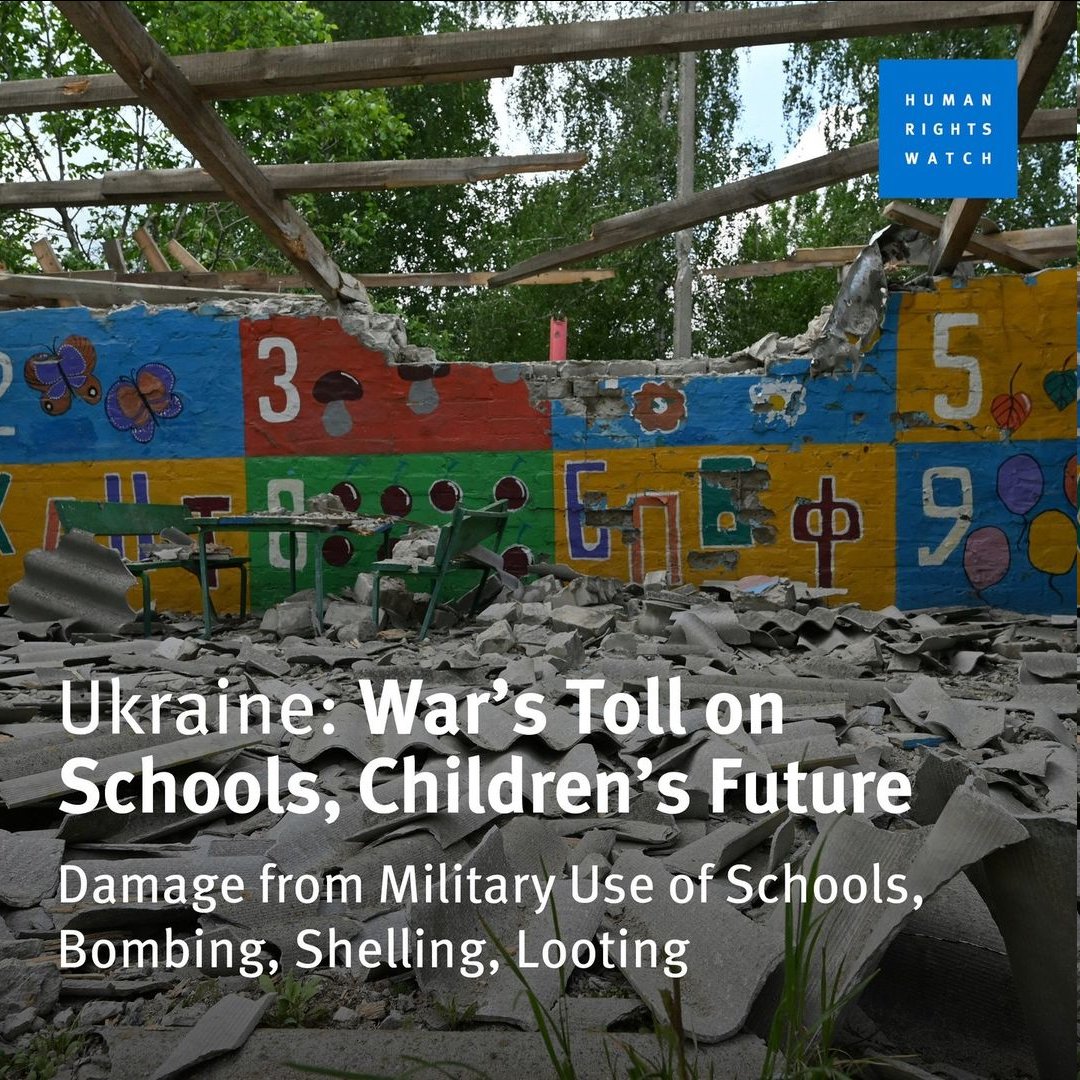 HUMAN
RIGHTS
WATCH
2 3 5
8 п ф 9
Ukraine: War’s Toll on
Schools, Children’s Future
Damage from Military Use of Schools,
Bombing, Shelling, Looting